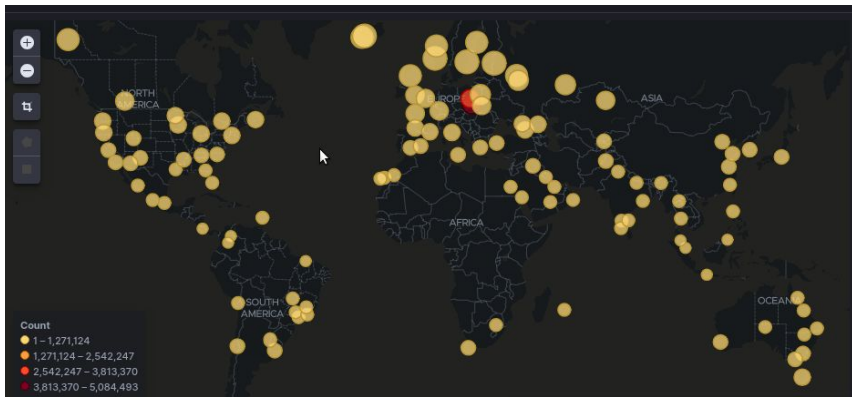 NORTH
AMERICA
EUROP
ASIA
AFRICA
OCEANIA
SOUTH
AMERICA
Count
1 – 1,271,124
1,271,124 – 2,542,247
2,542,247 – 3,813,370
3,813,370 – 5,084,493